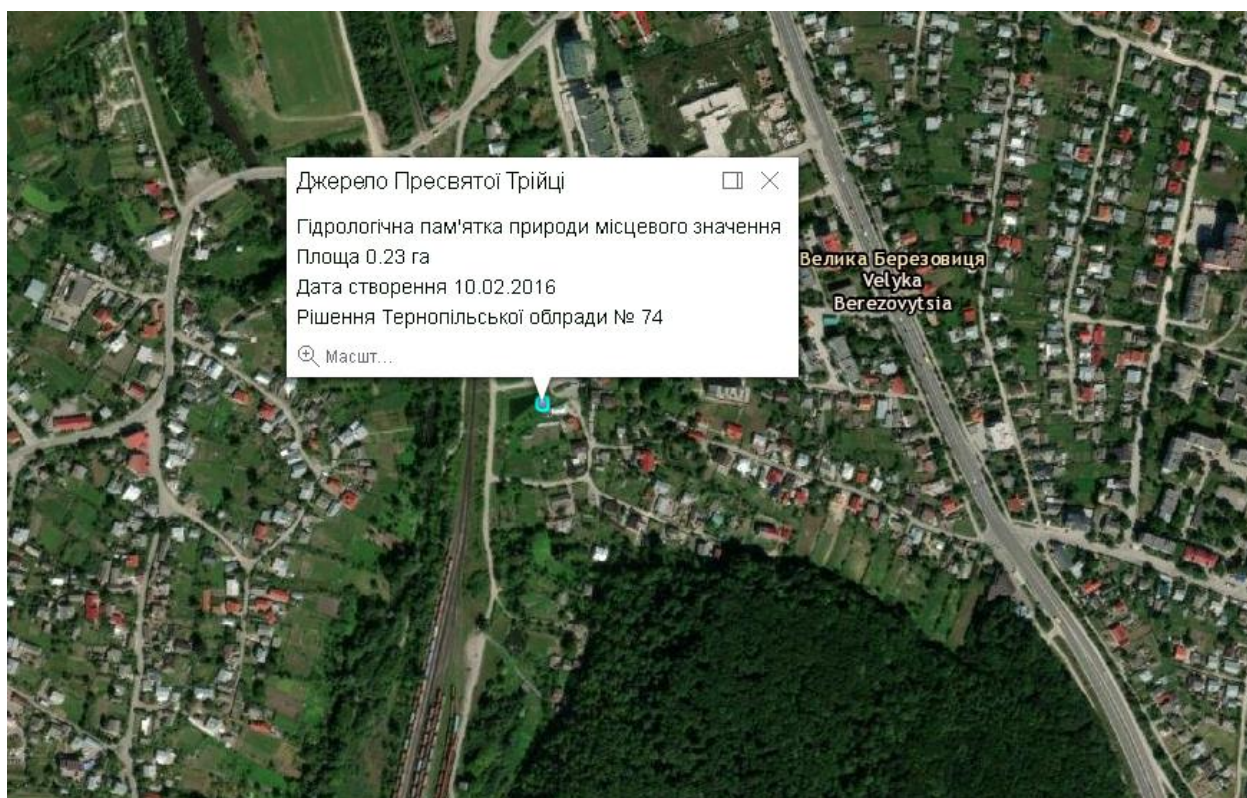 Джерело Пресвятої Трійці
Гідрологічна пам'ятка природи місцевого значення
Площа 0.23 га
Дата створення 10.02.2016
Рішення Тернопільської облради № 74
Масшт...
Велика Березовиця
Velyka
Berezovytsia